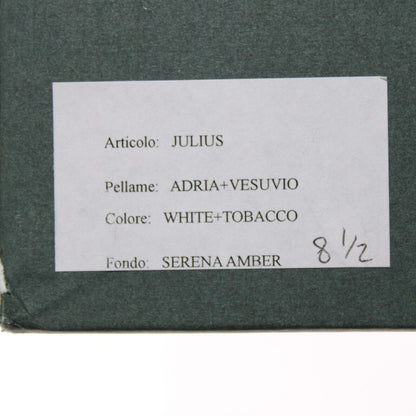 Articolo: JULIUS
Pellame: ADRIA+VESUVIO
Colore: WHITE+TOBACCO
Fondo: SERENA AMBER 8 1/2